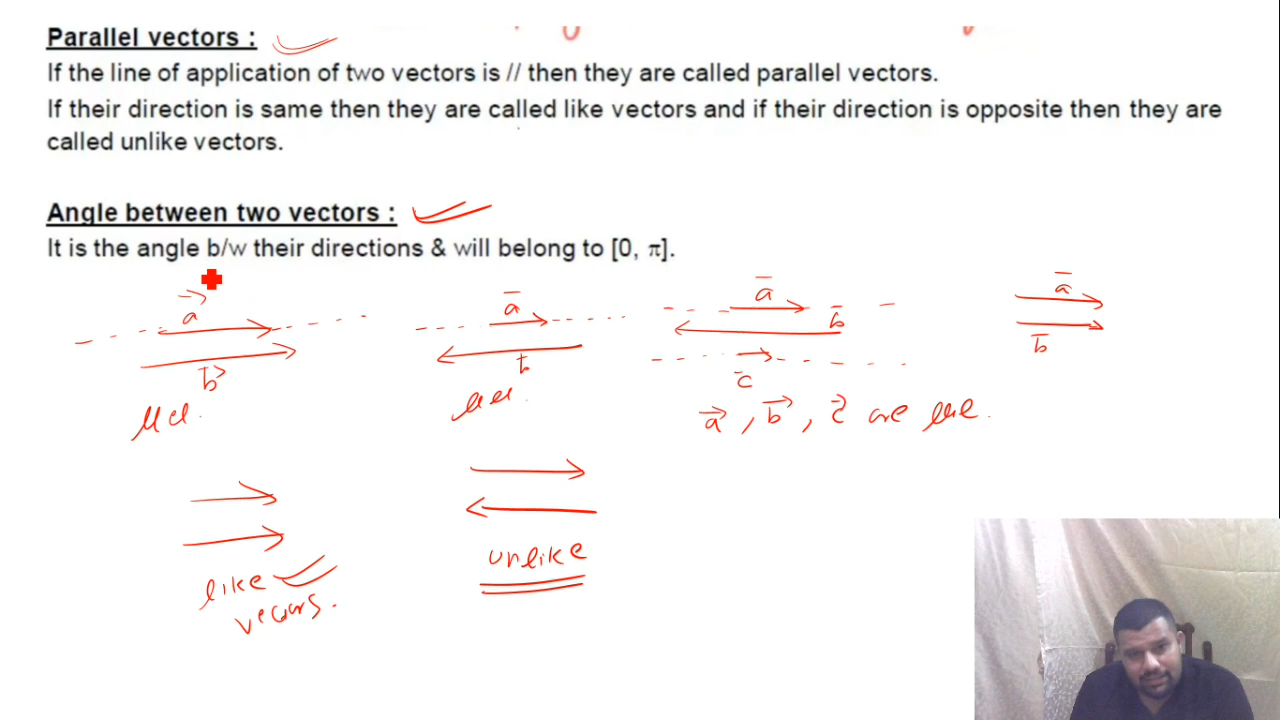 Parallel vectors :
If the line of application of two vectors is // then they are called parallel vectors.
If their direction is same then they are called like vectors and if their direction is opposite then they are
called unlike vectors.
Angle between two vectors :
It is the angle b/w their directions & will belong to [0, π].
a a a b a
b b c b
a, b, c are
like unlike
vectors.